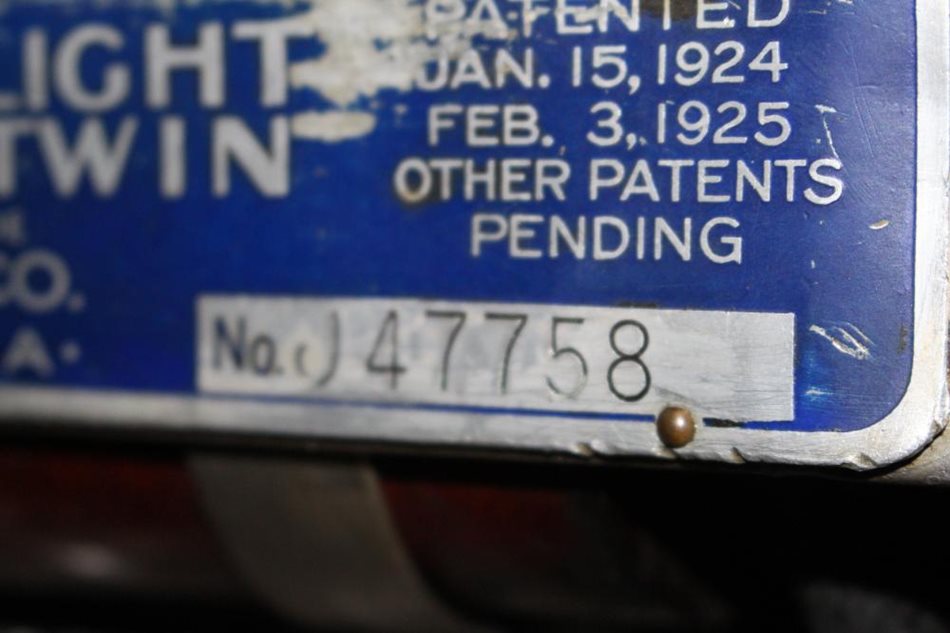 LIGHT
TWIN
CO.
A.
PATENTED
JAN. 15, 1924
FEB. 3, 1925
OTHER PATENTS
PENDING
No. ( ) 47758